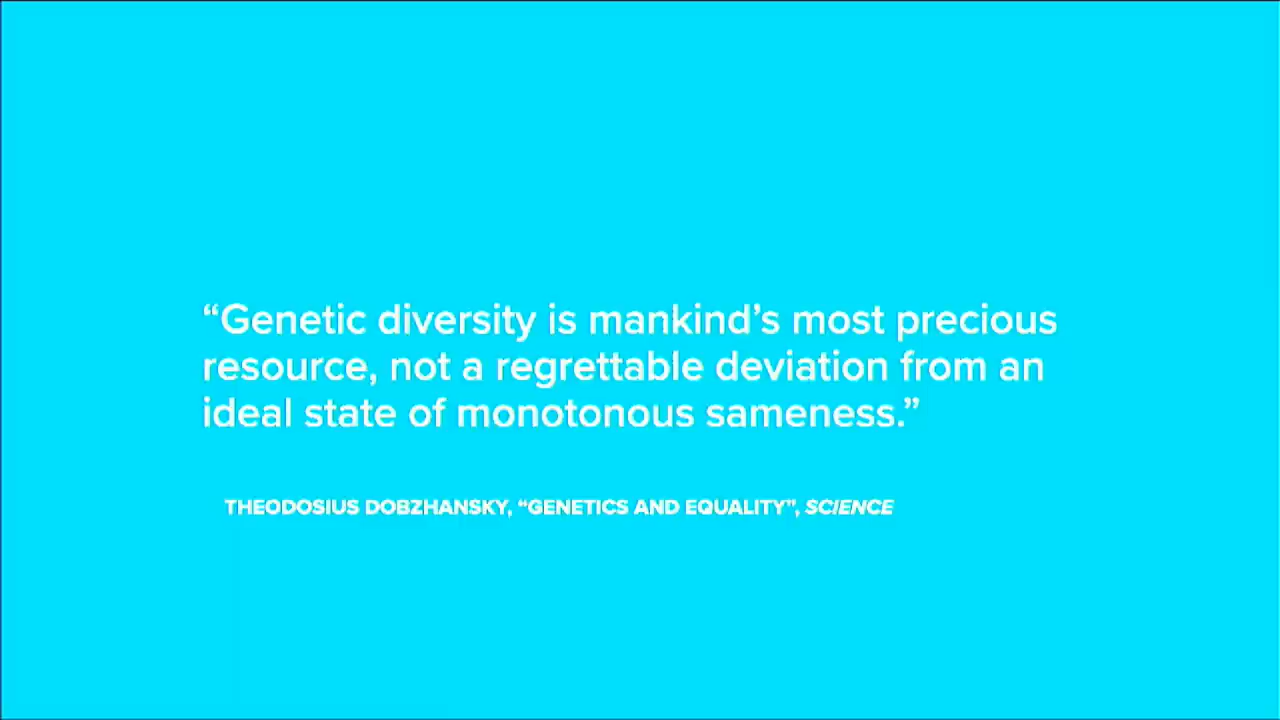 “Genetic diversity is mankind’s most precious
resource, not a regrettable deviation from an
ideal state of monotonous sameness.”
THEODOSIUS DOBZHANSKY, “GENETICS AND EQUALITY”, SCIENCE